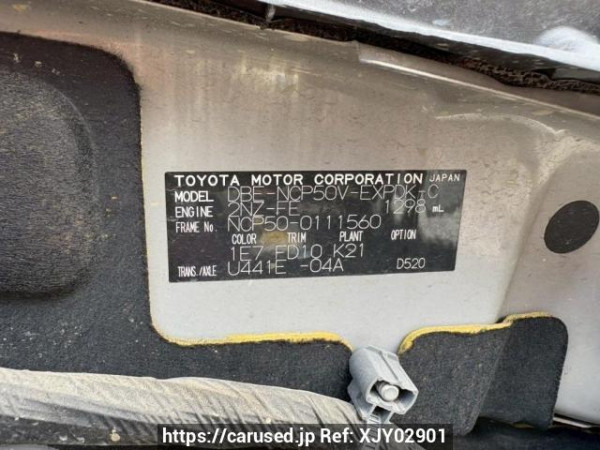 TOYOTA MOTOR CORPORATION JAPAN
MODEL DBE-NCP50V-EXPDK-C
ENGINE 2NZ-FE 1298 mL
FRAME No. NCP50-0111560
COLOR TRIM PLANT OPTION
1E7 ED10 K21
TRANS./AXLE U441E -04A D520
https://carused.jp Ref: XJY02901